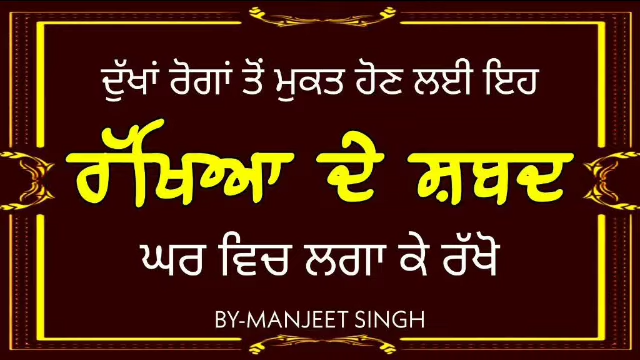 ਦੁੱਖਾਂ ਰੋਗਾਂ ਤੋਂ ਮੁਕਤ ਹੋਣ ਲਈ ਇਹ
ਰੱਖਿਆ ਦੇ ਸ਼ਬਦ
ਘਰ ਵਿਚ ਲਗਾ ਕੇ ਰੱਖੋ
BY-MANJEET SINGH